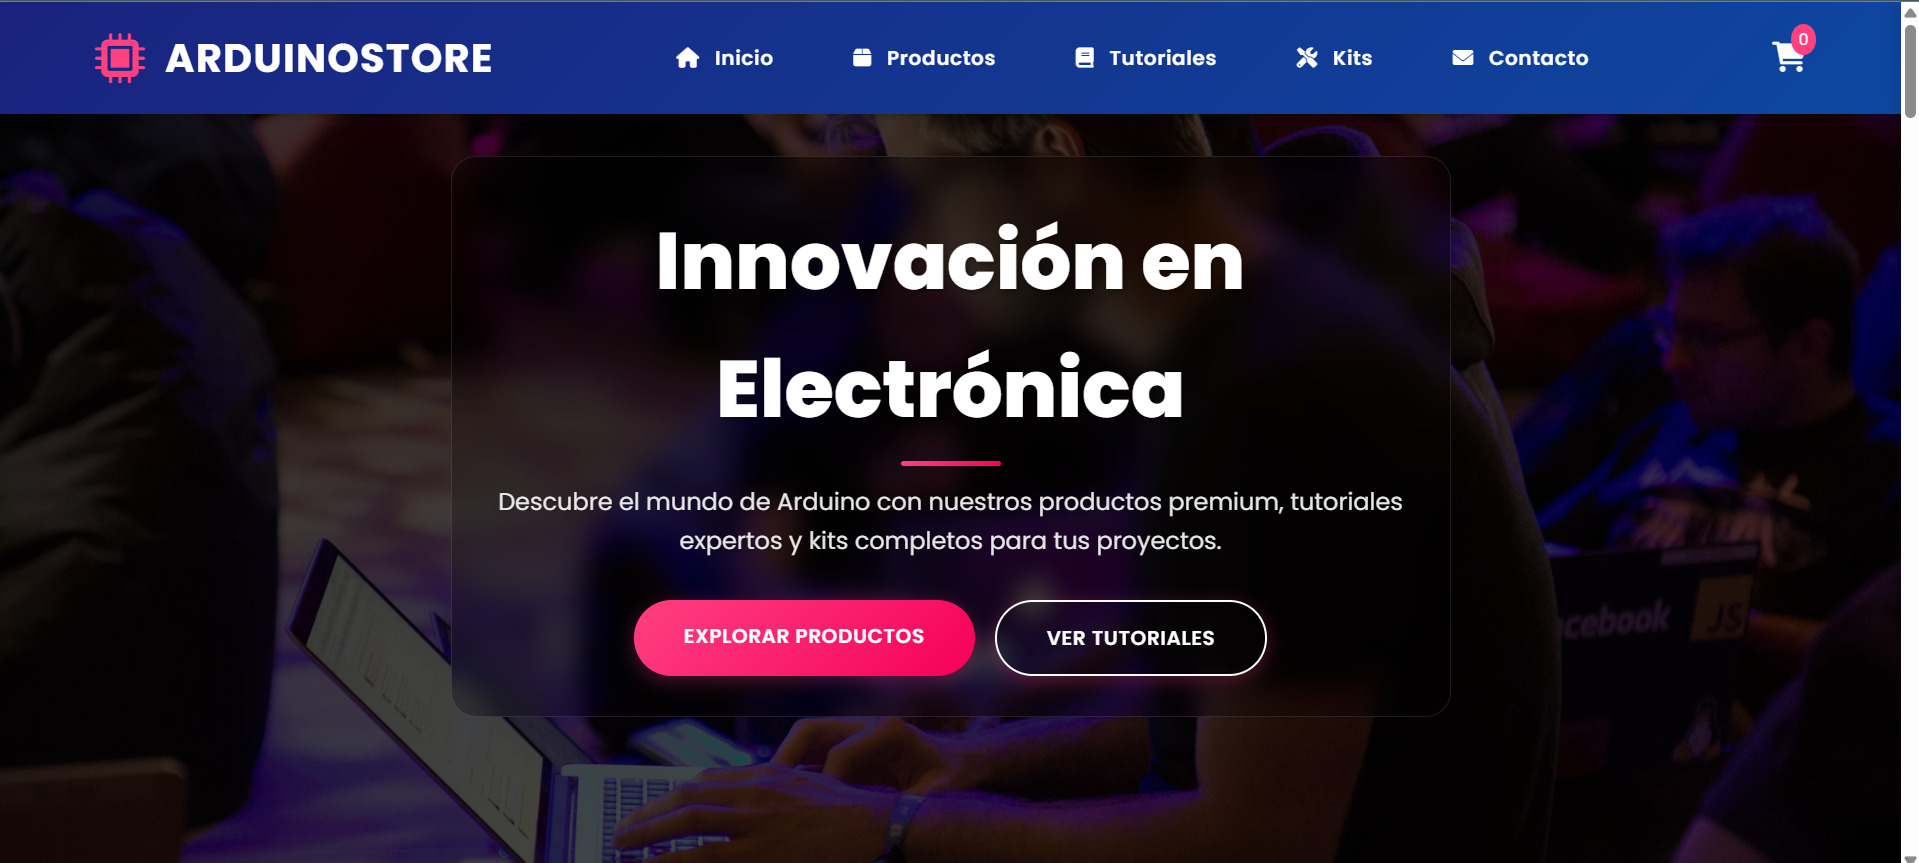 ARDUINOSTORE
Inicio
Productos
Tutoriales
Kits
Contacto
0
Innovación en
Electrónica
Descubre el mundo de Arduino con nuestros productos premium, tutoriales
expertos y kits completos para tus proyectos.
EXPLORAR PRODUCTOS
VER TUTORIALES
facebook
JS